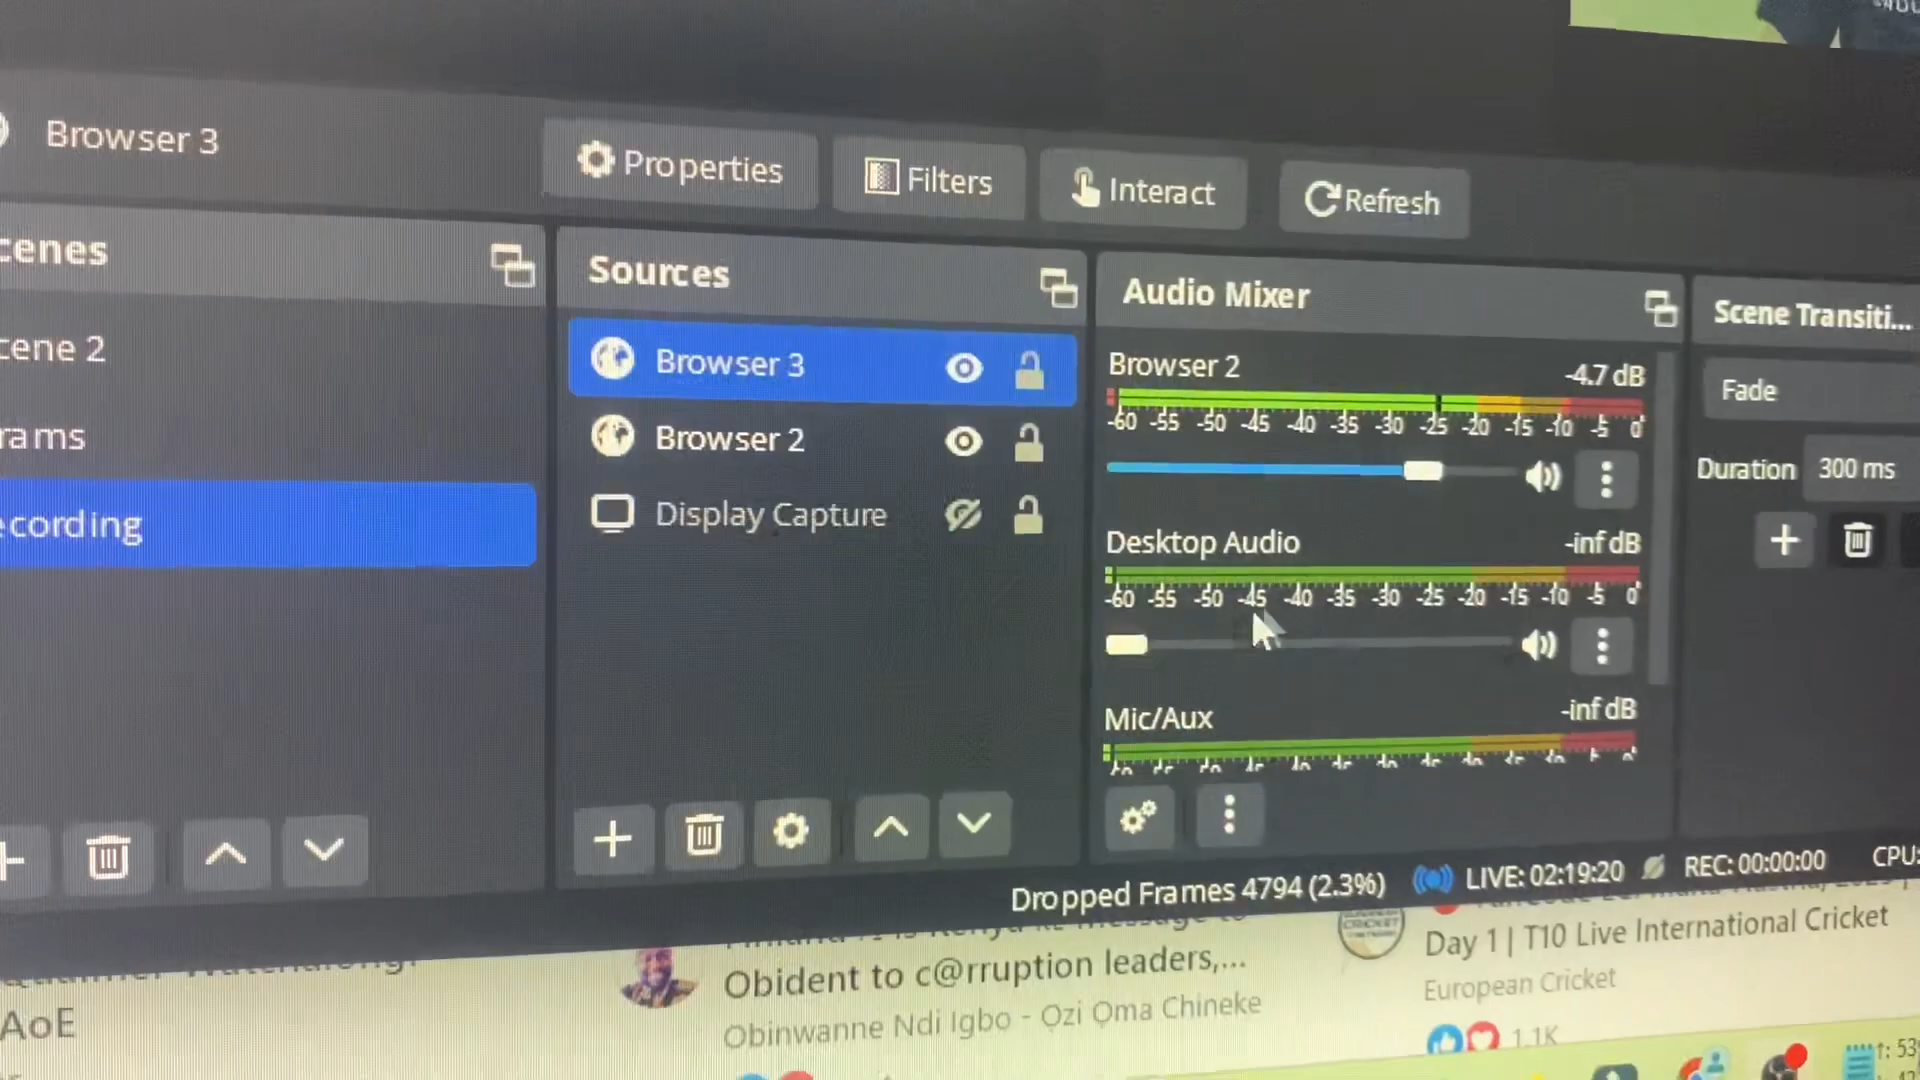 Browser 3
Properties
Filters
Interact
Refresh
cenes
cene 2
rams
ecording
Sources
Browser 3
Browser 2
Display Capture
Audio Mixer
Browser 2
-4.7 dB
-60 -55 -50 -45 -40 -35 -30 -25 -20 -15 -10 -5 0
Desktop Audio
-inf dB
-60 -55 -50 -45 -40 -35 -30 -25 -20 -15 -10 -5 0
Mic/Aux
-inf dB
Scene Transiti...
Fade
Duration 300 ms
Dropped Frames 4794 (2.3%)
LIVE: 02:19:20
REC: 00:00:00
CPU:
AoE
Obident to c@rruption leaders,...
Obinwanne Ndi Igbo - Ọzi Ọma Chineke
CRICKET
Day 1 | T10 Live International Cricket
European Cricket
1.1K